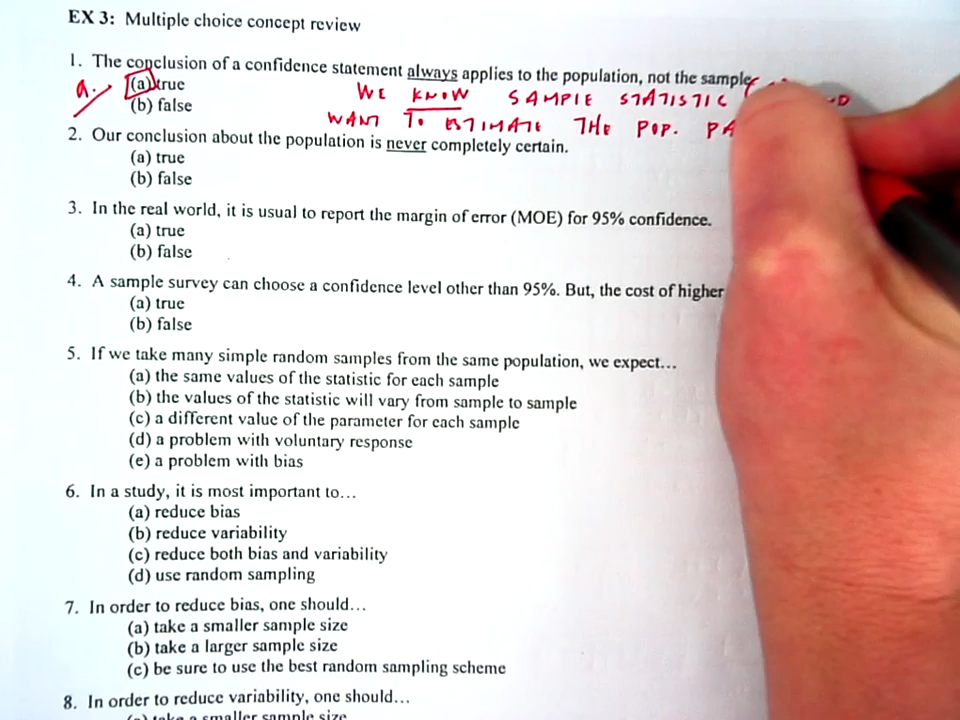 EX 3: Multiple choice concept review
1. The conclusion of a confidence statement always applies to the population, not the sample
a. (a) true
WE KNOW SAMPLE STATISTIC
(b) false
WANT TO ESTIMATE THE POP.
2. Our conclusion about the population is never completely certain.
(a) true
(b) false
3. In the real world, it is usual to report the margin of error (MOE) for 95% confidence.
(a) true
(b) false
4. A sample survey can choose a confidence level other than 95%. But, the cost of higher
(a) true
(b) false
5. If we take many simple random samples from the same population, we expect...
(a) the same values of the statistic for each sample
(b) the values of the statistic will vary from sample to sample
(c) a different value of the parameter for each sample
(d) a problem with voluntary response
(e) a problem with bias
6. In a study, it is most important to...
(a) reduce bias
(b) reduce variability
(c) reduce both bias and variability
(d) use random sampling
7. In order to reduce bias, one should...
(a) take a smaller sample size
(b) take a larger sample size
(c) be sure to use the best random sampling scheme
8. In order to reduce variability, one should...
(a) take a smaller sample size